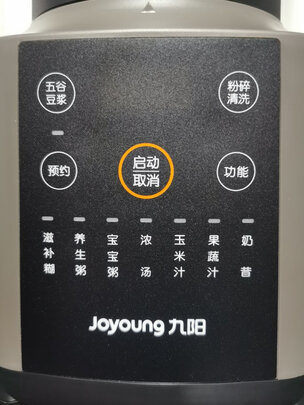 五谷
豆浆
粉碎
清洗
预约
启动
取消
功能
滋补糊
养生粥
宝宝粥
浓汤
玉米汁
果蔬汁
奶昔
Joyoung 九阳